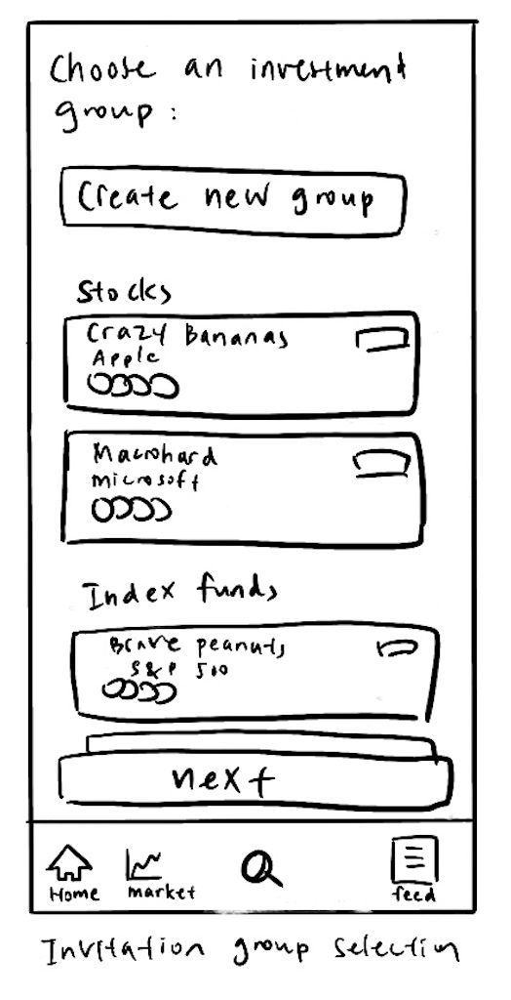 Choose an investment
group :
Create new group
Stocks
Crazy Bananas
Apple
Macrohard
microsoft
Index funds
Brave peanuts
S&P 500
next
Home market feed
Invitation group selection